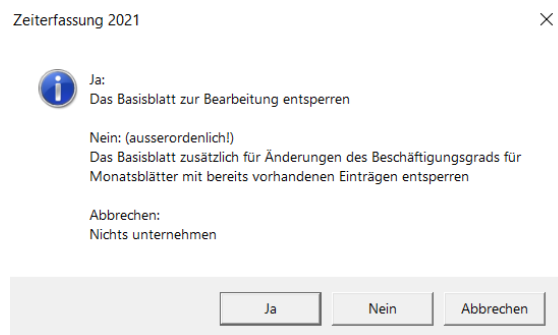 Zeiterfassung 2021
Ja:
Das Basisblatt zur Bearbeitung entsperren
Nein: (ausserordenlich!)
Das Basisblatt zusätzlich für Änderungen des Beschäftigungsgrads für
Monatsblätter mit bereits vorhandenen Einträgen entsperren
Abbrechen:
Nichts unternehmen
Ja Nein Abbrechen